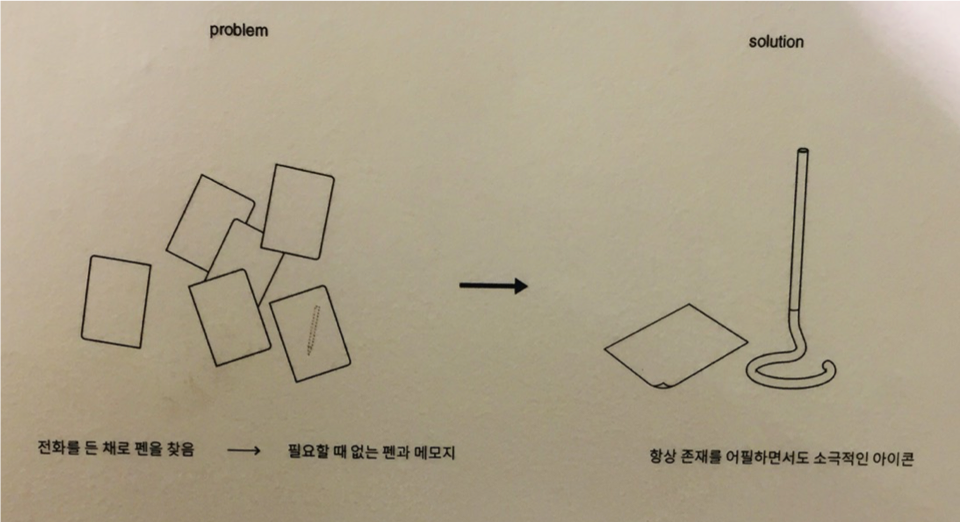 problem
solution
전화를 든 채로 펜을 찾음 → 필요할 때 없는 펜과 메모지
항상 존재를 어필하면서도 소극적인 아이콘